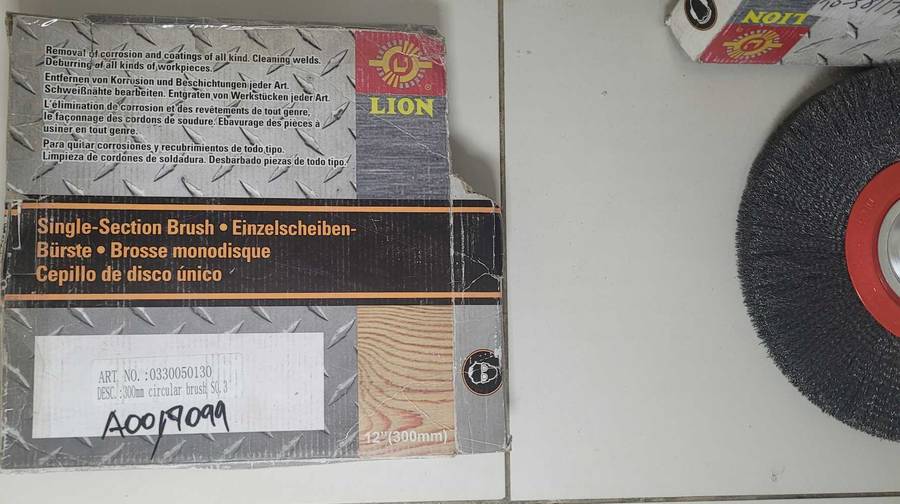 Removal of corrosion and coatings of all kind. Cleaning welds.
Deburring of all kinds of workpieces.
Entfernen von Korrusion und Beschichtungen jeder Art.
Schweißnähte bearbeiten. Entgraten von Werkstücken jeder Art.
L'élimination de corrosion et des revêtements de tout genre,
le façonnage des cordons de soudure. Ebavurage des pièces à
usiner en tout genre.
Para quitar corrosiones y recubrimientos de todo tipo.
Limpieza de cordones de soldadura. Desbarbado piezas de todo tipo.
LION
Single-Section Brush • Einzelscheiben-
Bürste • Brosse monodisque
Cepillo de disco único
ART. NO.:0330050130
DESC.:300mm circular brush SQ.3
A0019099
12"(300mm)
LION